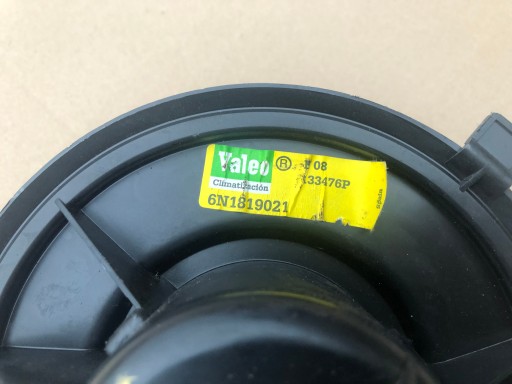 Valeo ® F 08
Climatización 133476P
6N1819021